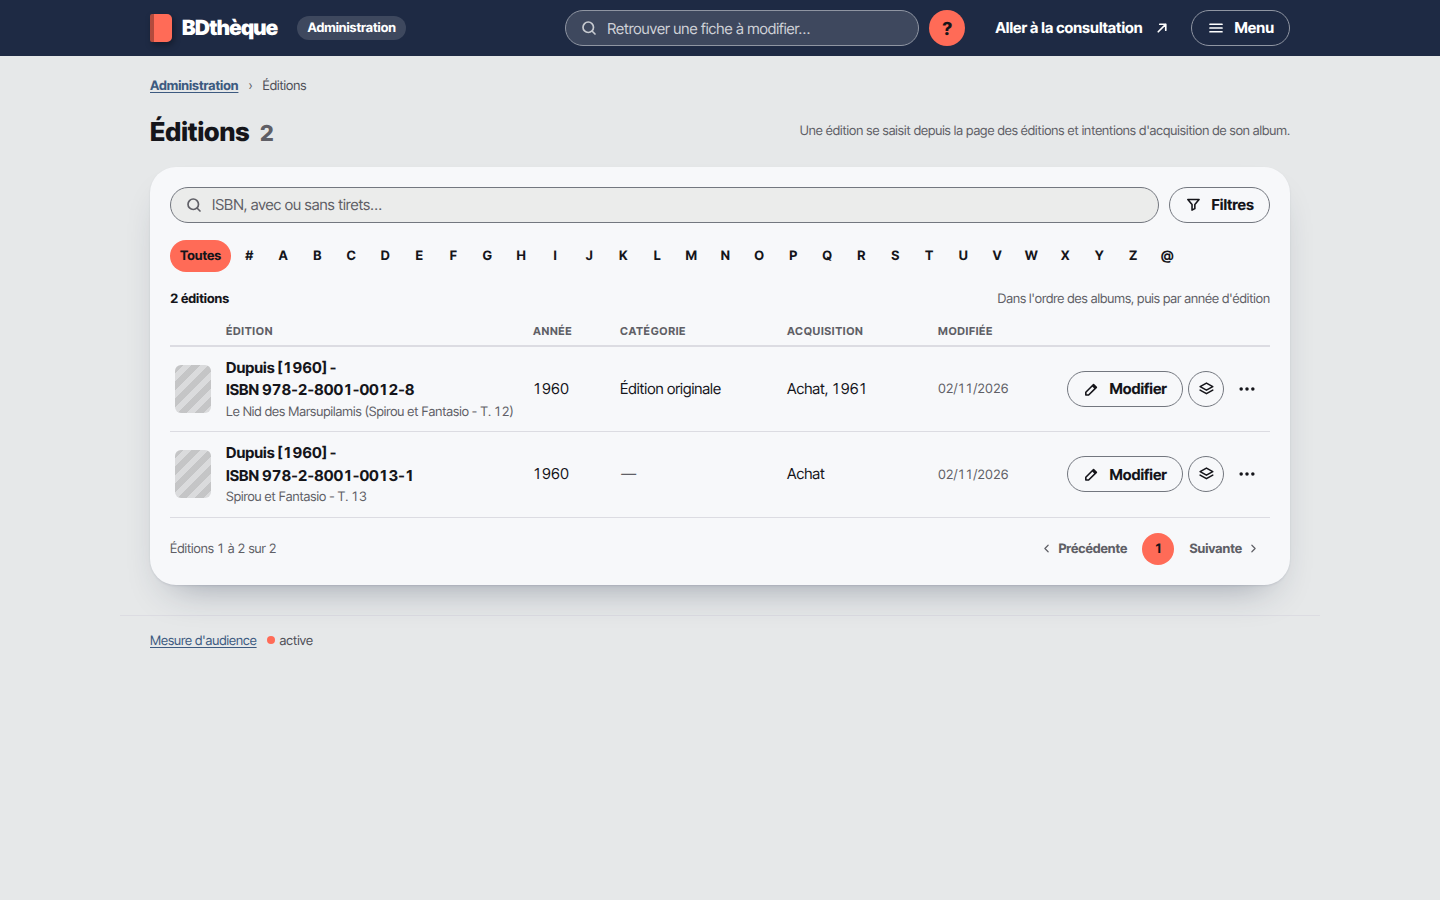 BDthèque Administration Retrouver une fiche à modifier... ? Aller à la consultation Menu
Administration › Éditions
Éditions 2 Une édition se saisit depuis la page des éditions et intentions d'acquisition de son album.
ISBN, avec ou sans tirets... Filtres
Toutes # A B C D E F G H I J K L M N O P Q R S T U V W X Y Z @
2 éditions Dans l'ordre des albums, puis par année d'édition
ÉDITION ANNÉE CATÉGORIE ACQUISITION MODIFIÉE
Dupuis [1960] -
ISBN 978-2-8001-0012-8 1960 Édition originale Achat, 1961 02/11/2026 Modifier
Le Nid des Marsupilamis (Spirou et Fantasio - T. 12)
Dupuis [1960] -
ISBN 978-2-8001-0013-1 1960 — Achat 02/11/2026 Modifier
Spirou et Fantasio - T. 13
Éditions 1 à 2 sur 2 Précédente 1 Suivante
Mesure d'audience active